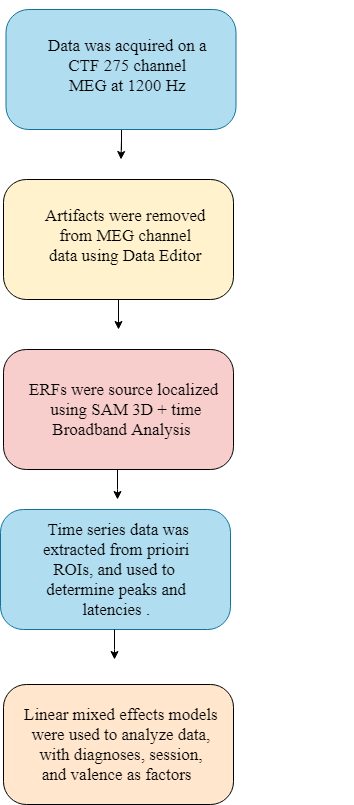 Data was acquired on a
CTF 275 channel
MEG at 1200 Hz
Artifacts were removed
from MEG channel
data using Data Editor
ERFs were source localized
using SAM 3D + time
Broadband Analysis
Time series data was
extracted from prioiri
ROIs, and used to
determine peaks and
latencies .
Linear mixed effects models
were used to analyze data,
with diagnoses, session,
and valence as factors